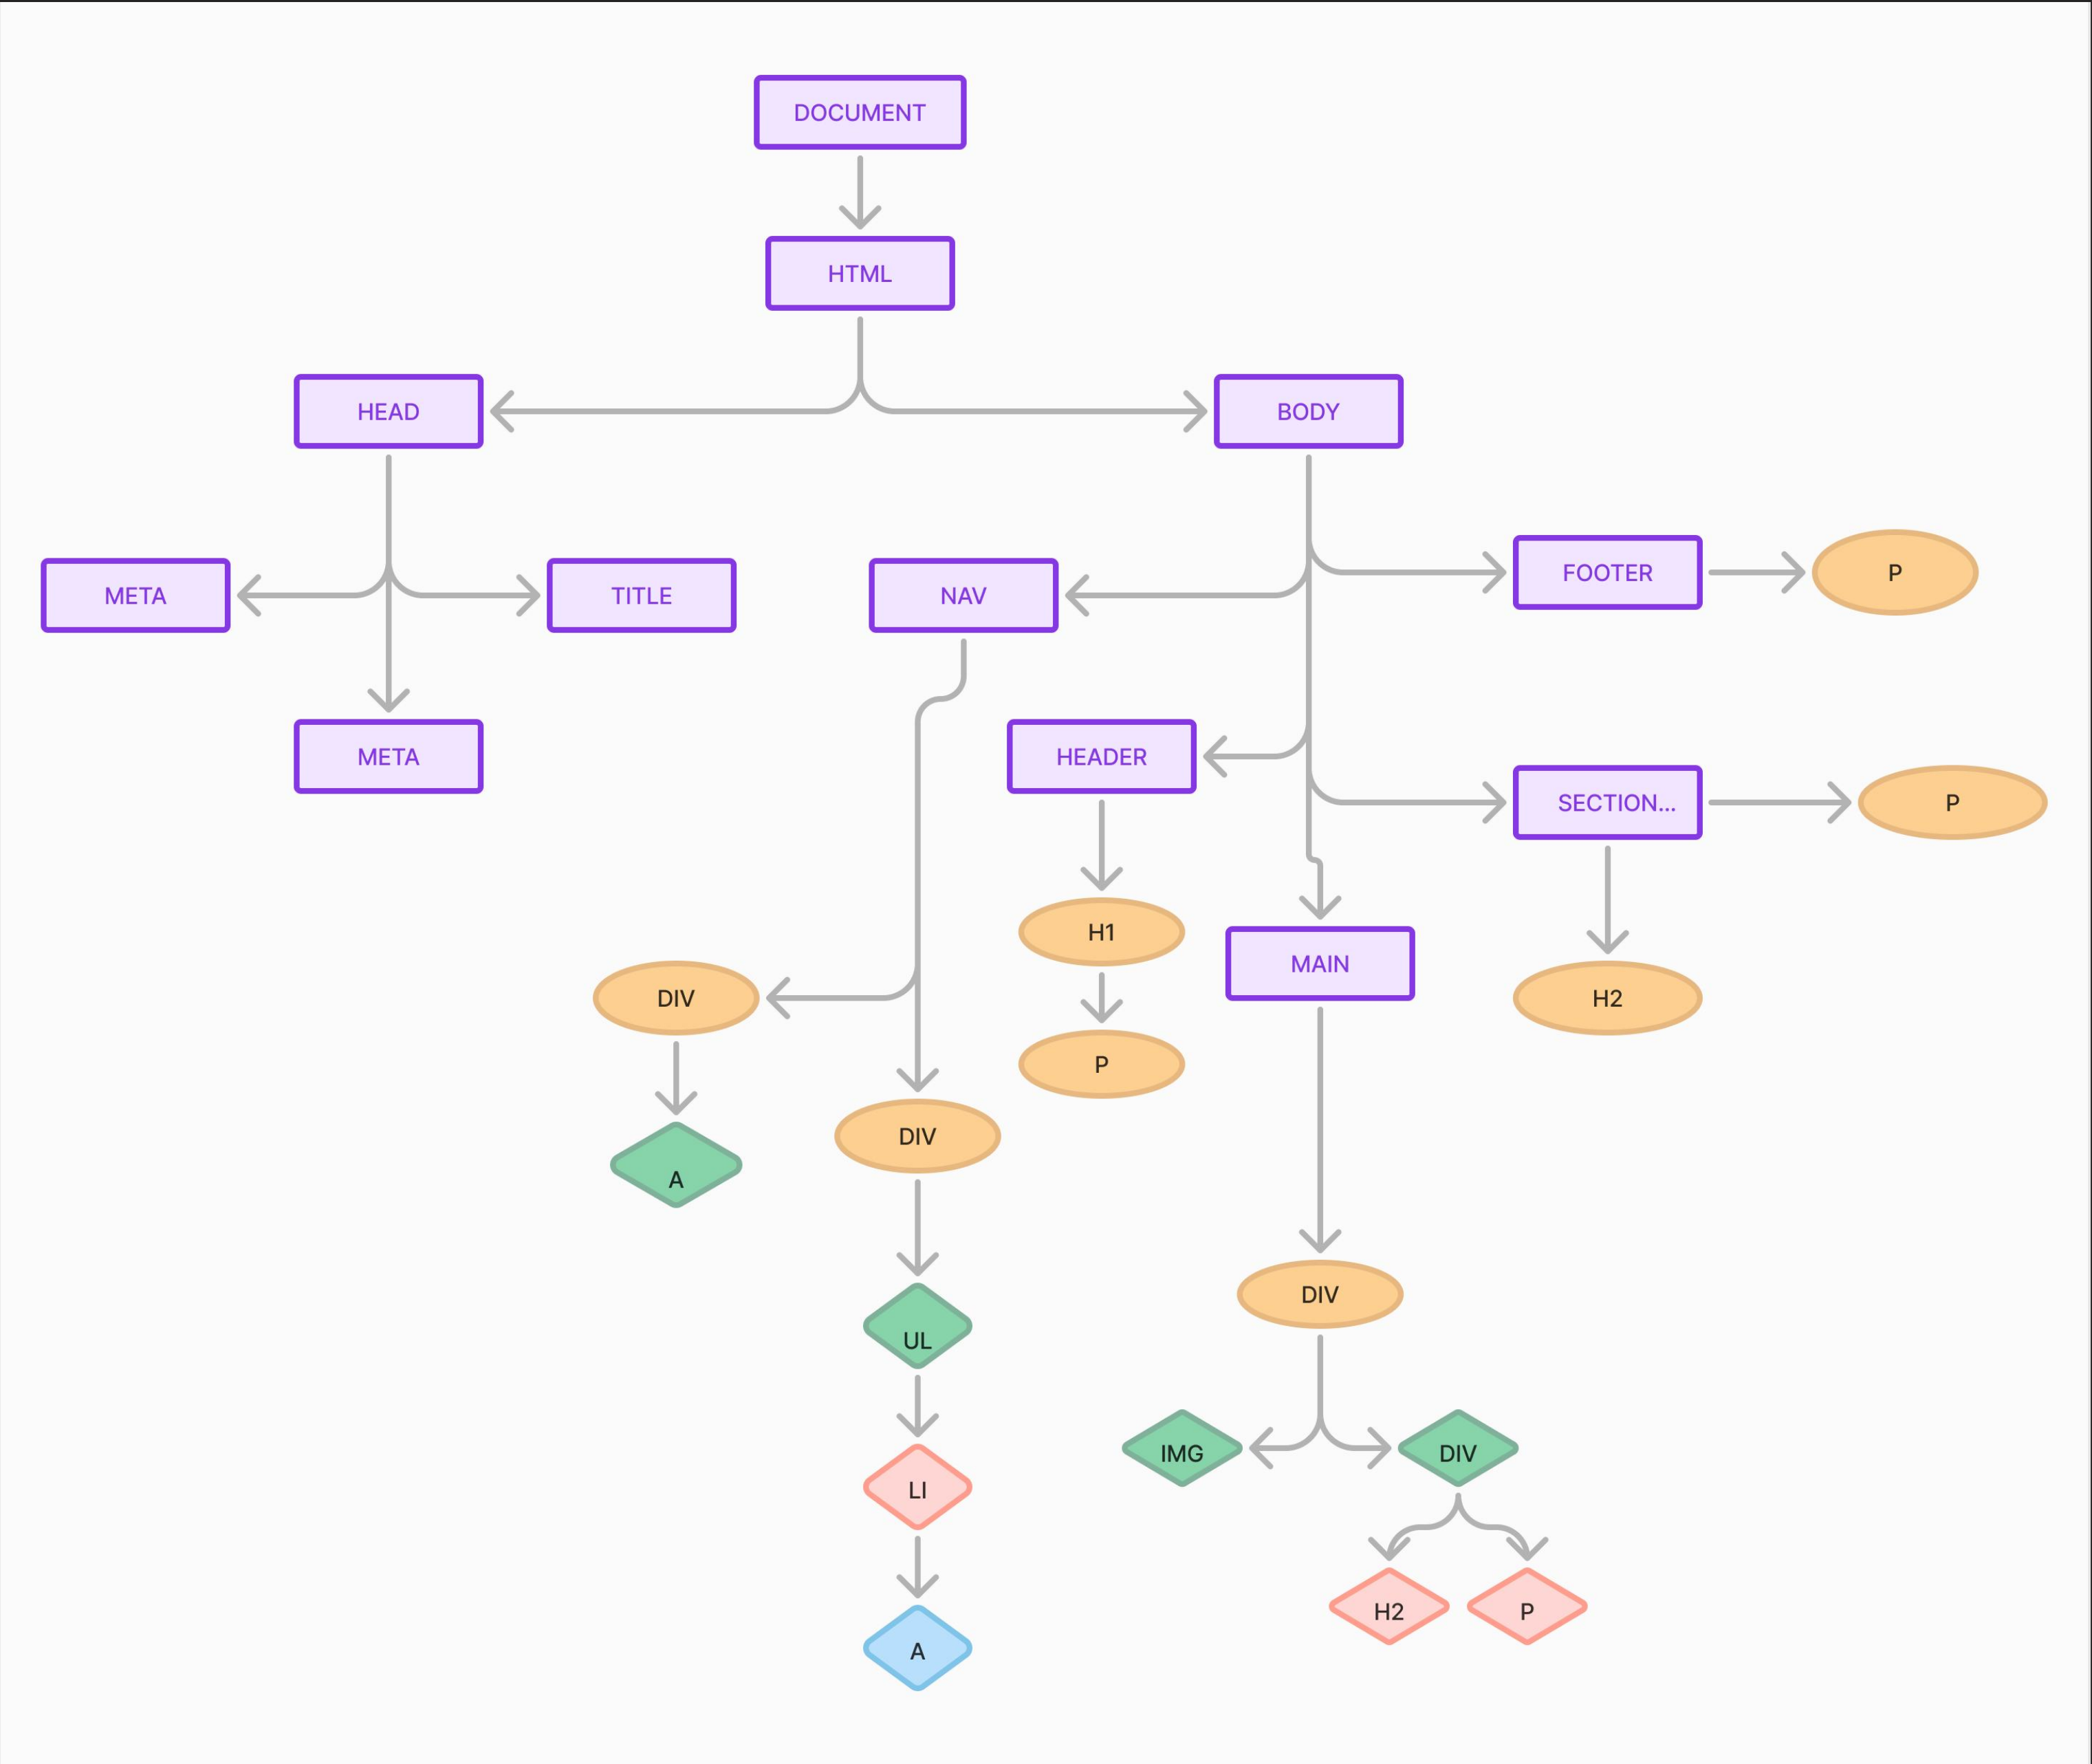 DOCUMENT
HTML
HEAD
BODY
META
TITLE
NAV
FOOTER
P
META
HEADER
SECTION...
P
H1
MAIN
DIV
H2
P
DIV
A
DIV
UL
IMG
DIV
LI
H2
P
A